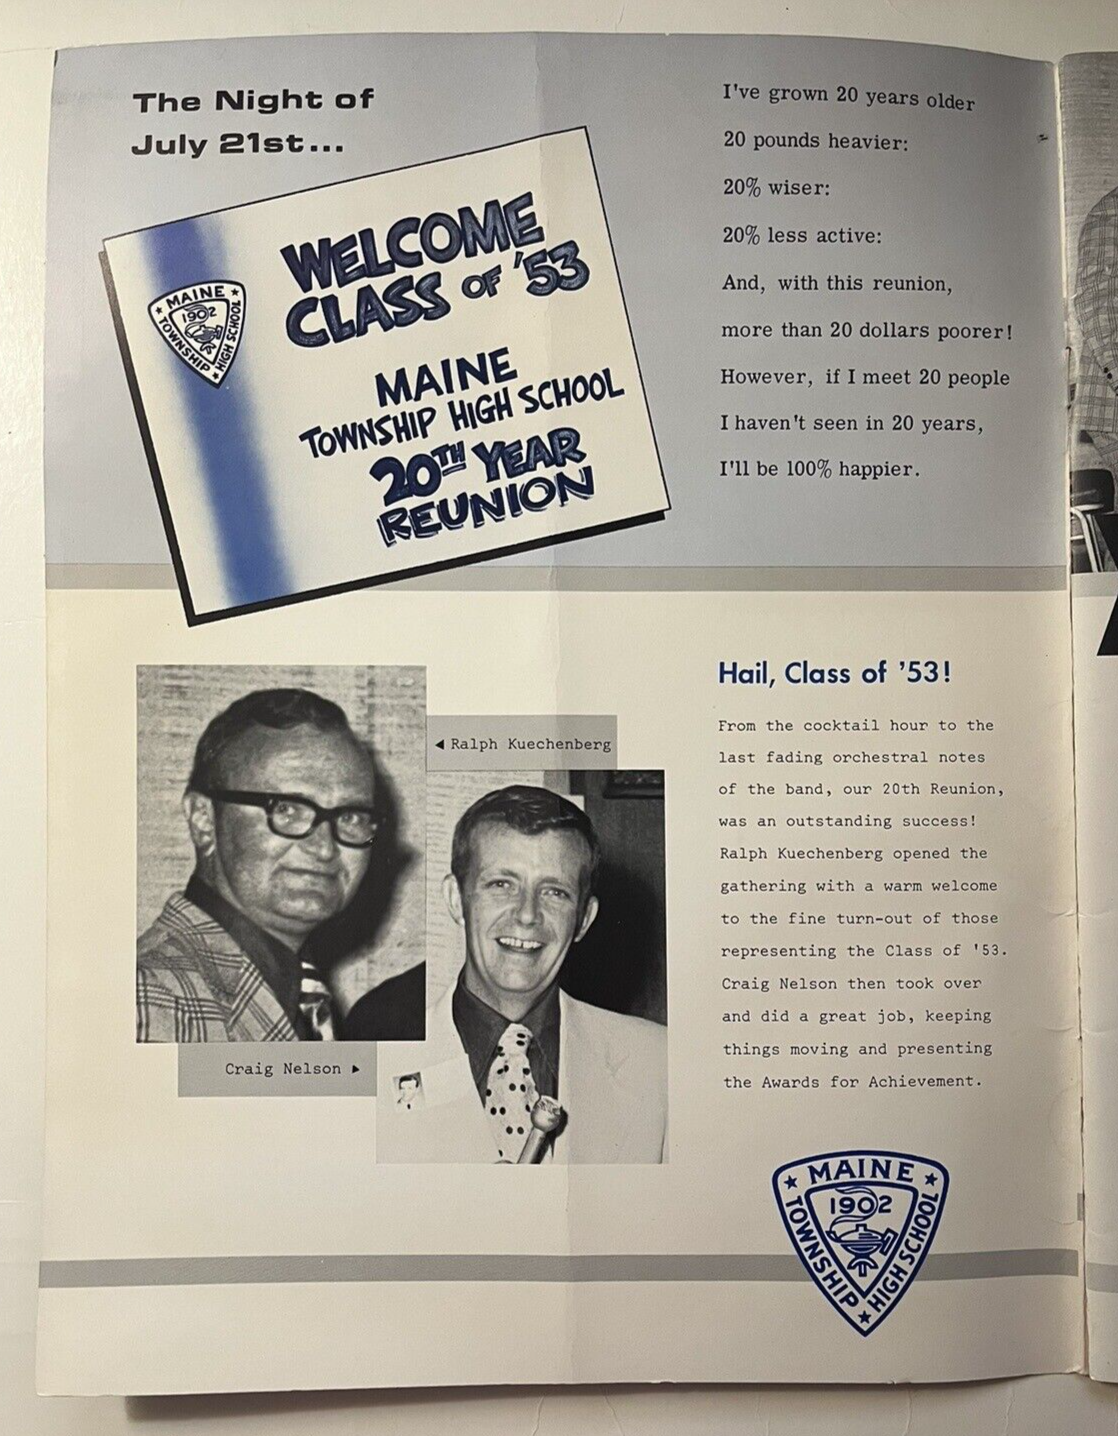 The Night of
July 21st...
WELCOME
CLASS OF '53
MAINE
TOWNSHIP HIGH SCHOOL
20TH YEAR
REUNION
MAINE
1902
TOWNSHIP
HIGH SCHOOL
I've grown 20 years older
20 pounds heavier:
20% wiser:
20% less active:
And, with this reunion,
more than 20 dollars poorer!
However, if I meet 20 people
I haven't seen in 20 years,
I'll be 100% happier.
◄ Ralph Kuechenberg
Craig Nelson ►
Hail, Class of '53!
From the cocktail hour to the
last fading orchestral notes
of the band, our 20th Reunion,
was an outstanding success!
Ralph Kuechenberg opened the
gathering with a warm welcome
to the fine turn-out of those
representing the Class of '53.
Craig Nelson then took over
and did a great job, keeping
things moving and presenting
the Awards for Achievement.
MAINE
1902
TOWNSHIP
HIGH SCHOOL